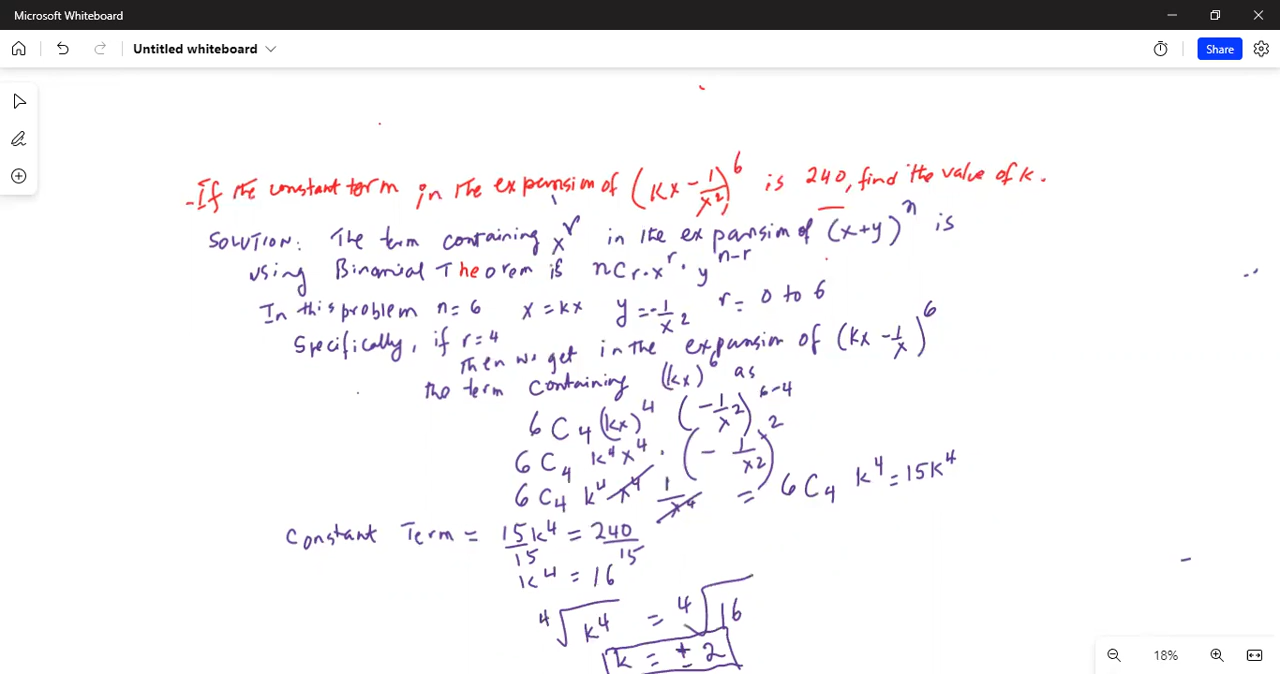 Microsoft Whiteboard
Untitled whiteboard
Share
-If the constant term in the expansion of (kx - 1/x²)⁶ is 240, find the value of k.
SOLUTION: The term containing xʳ in the expansion of (x+y)ⁿ is
using Binomial Theorem is nCr·xʳ·yⁿ⁻ʳ
In this problem n=6 x=kx y=-1/x² r= 0 to 6
Specifically, if r=4
Then we get in the expansion of (kx - 1/x)⁶
the term containing (kx)⁶ as
6C₄ (kx)⁴ (-1/x²)⁶⁻⁴
6C₄ k⁴x⁴ · (-1/x²)²
6C₄ k⁴ x⁴ 1/x⁴ = 6C₄ k⁴ = 15k⁴
Constant Term = 15k⁴/15 = 240/15
k⁴ = 16
⁴√k⁴ = ⁴√16
k = ± 2
18%